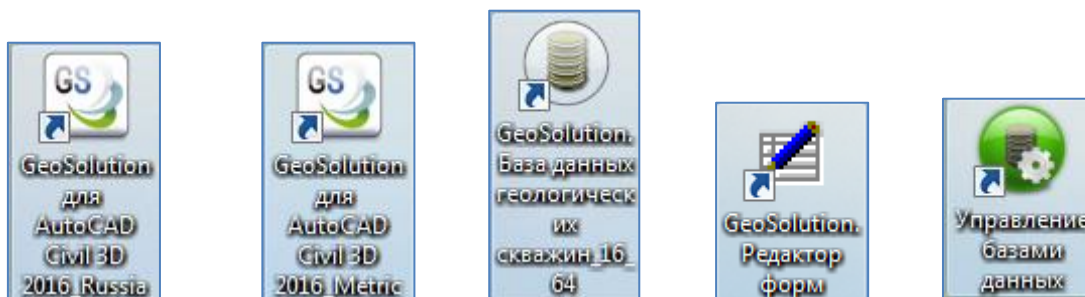 GS
GeoSolution
для
AutoCAD
Civil 3D
2016_Russia
GS
GeoSolution
для
AutoCAD
Civil 3D
2016_Metric
GeoSolution.
База данных
геологическ
их
скважин_16_
64
GeoSolution.
Редактор
форм
Управление
базами
данных